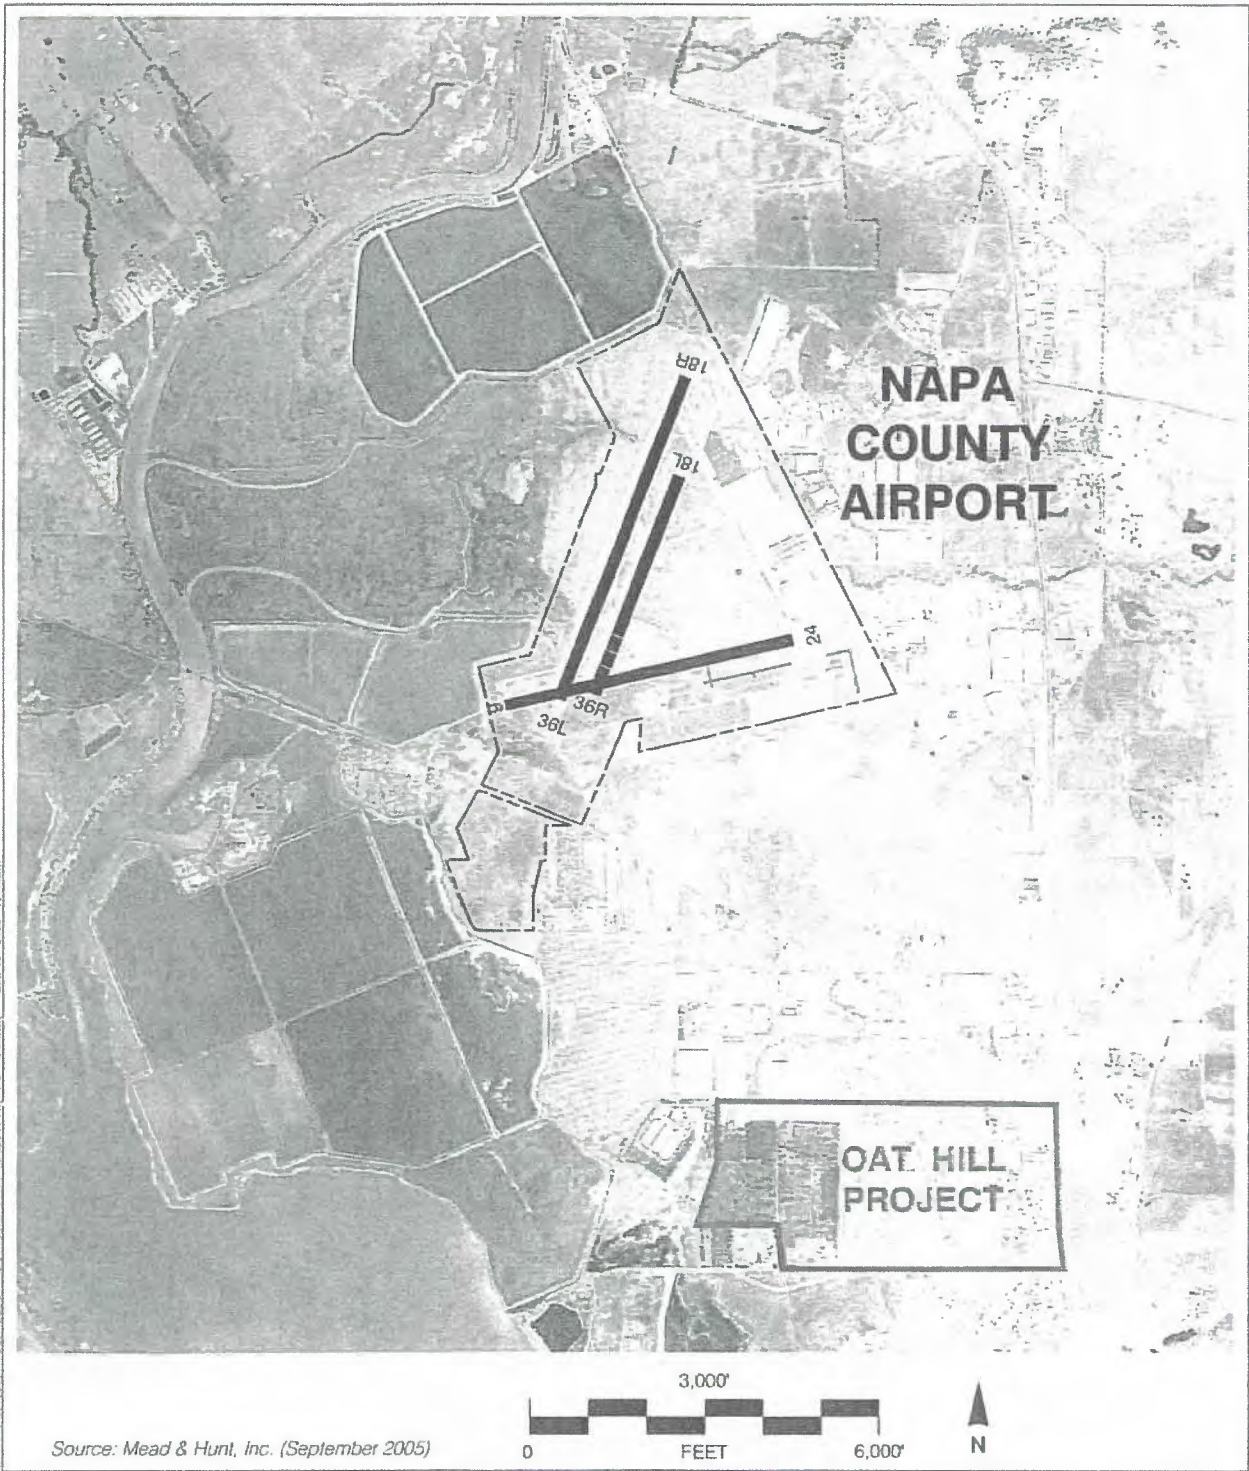 18R
NAPA
COUNTY
AIRPORT
18L
24
6
36L
36R
OAT HILL
PROJECT
3,000'
Source: Mead & Hunt, Inc. (September 2005)
0
FEET
6,000'
N